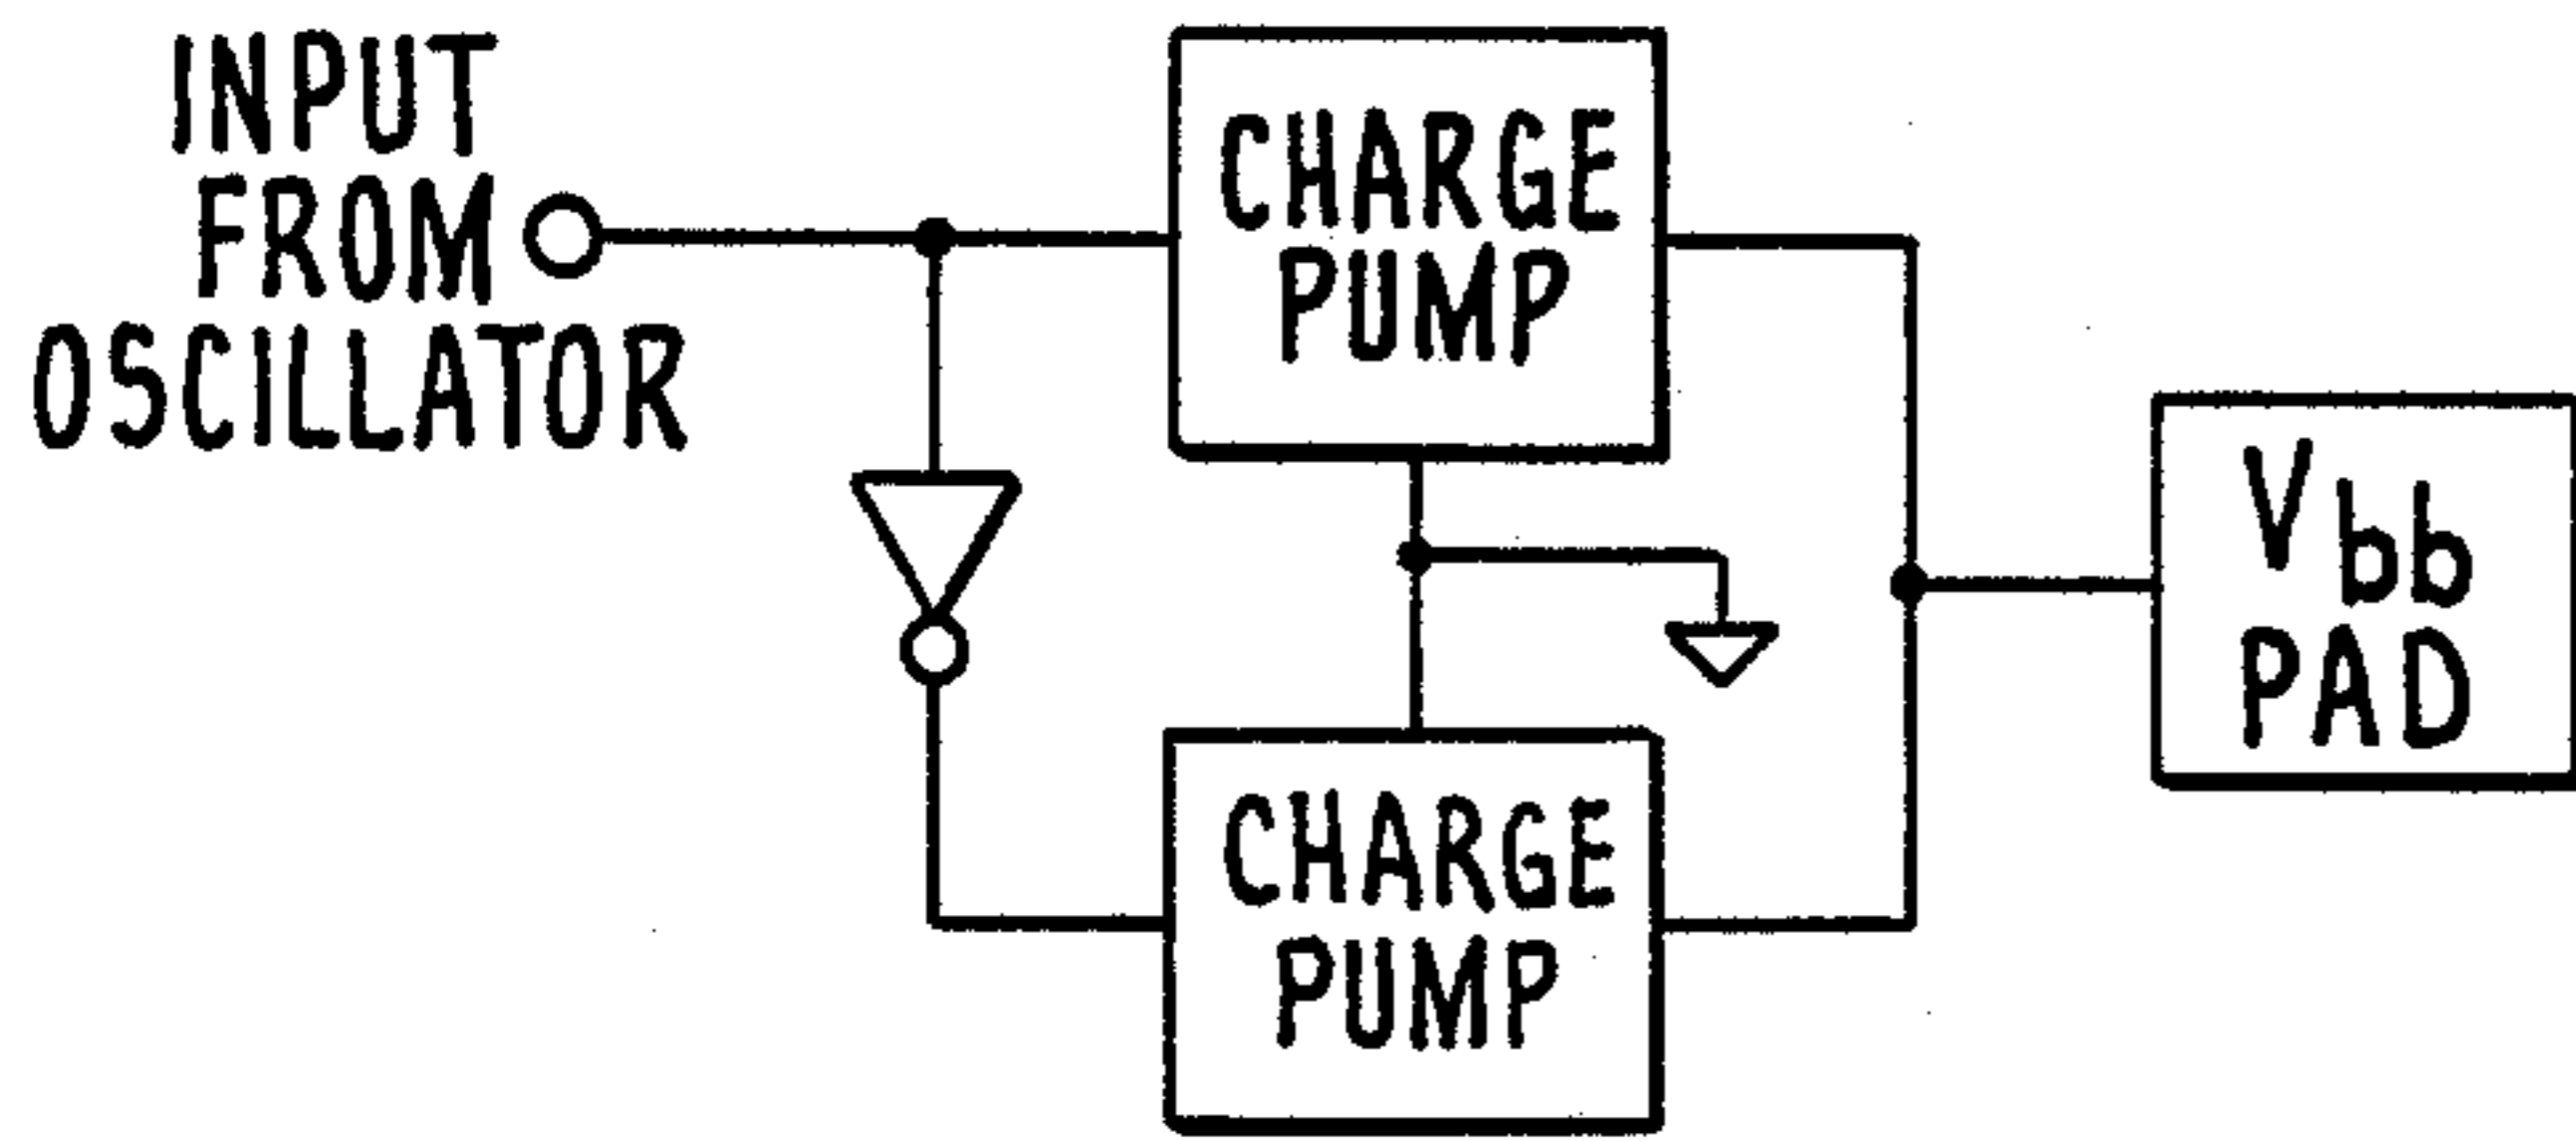 INPUT
FROM
OSCILLATOR
CHARGE
PUMP
CHARGE
PUMP
Vbb
PAD